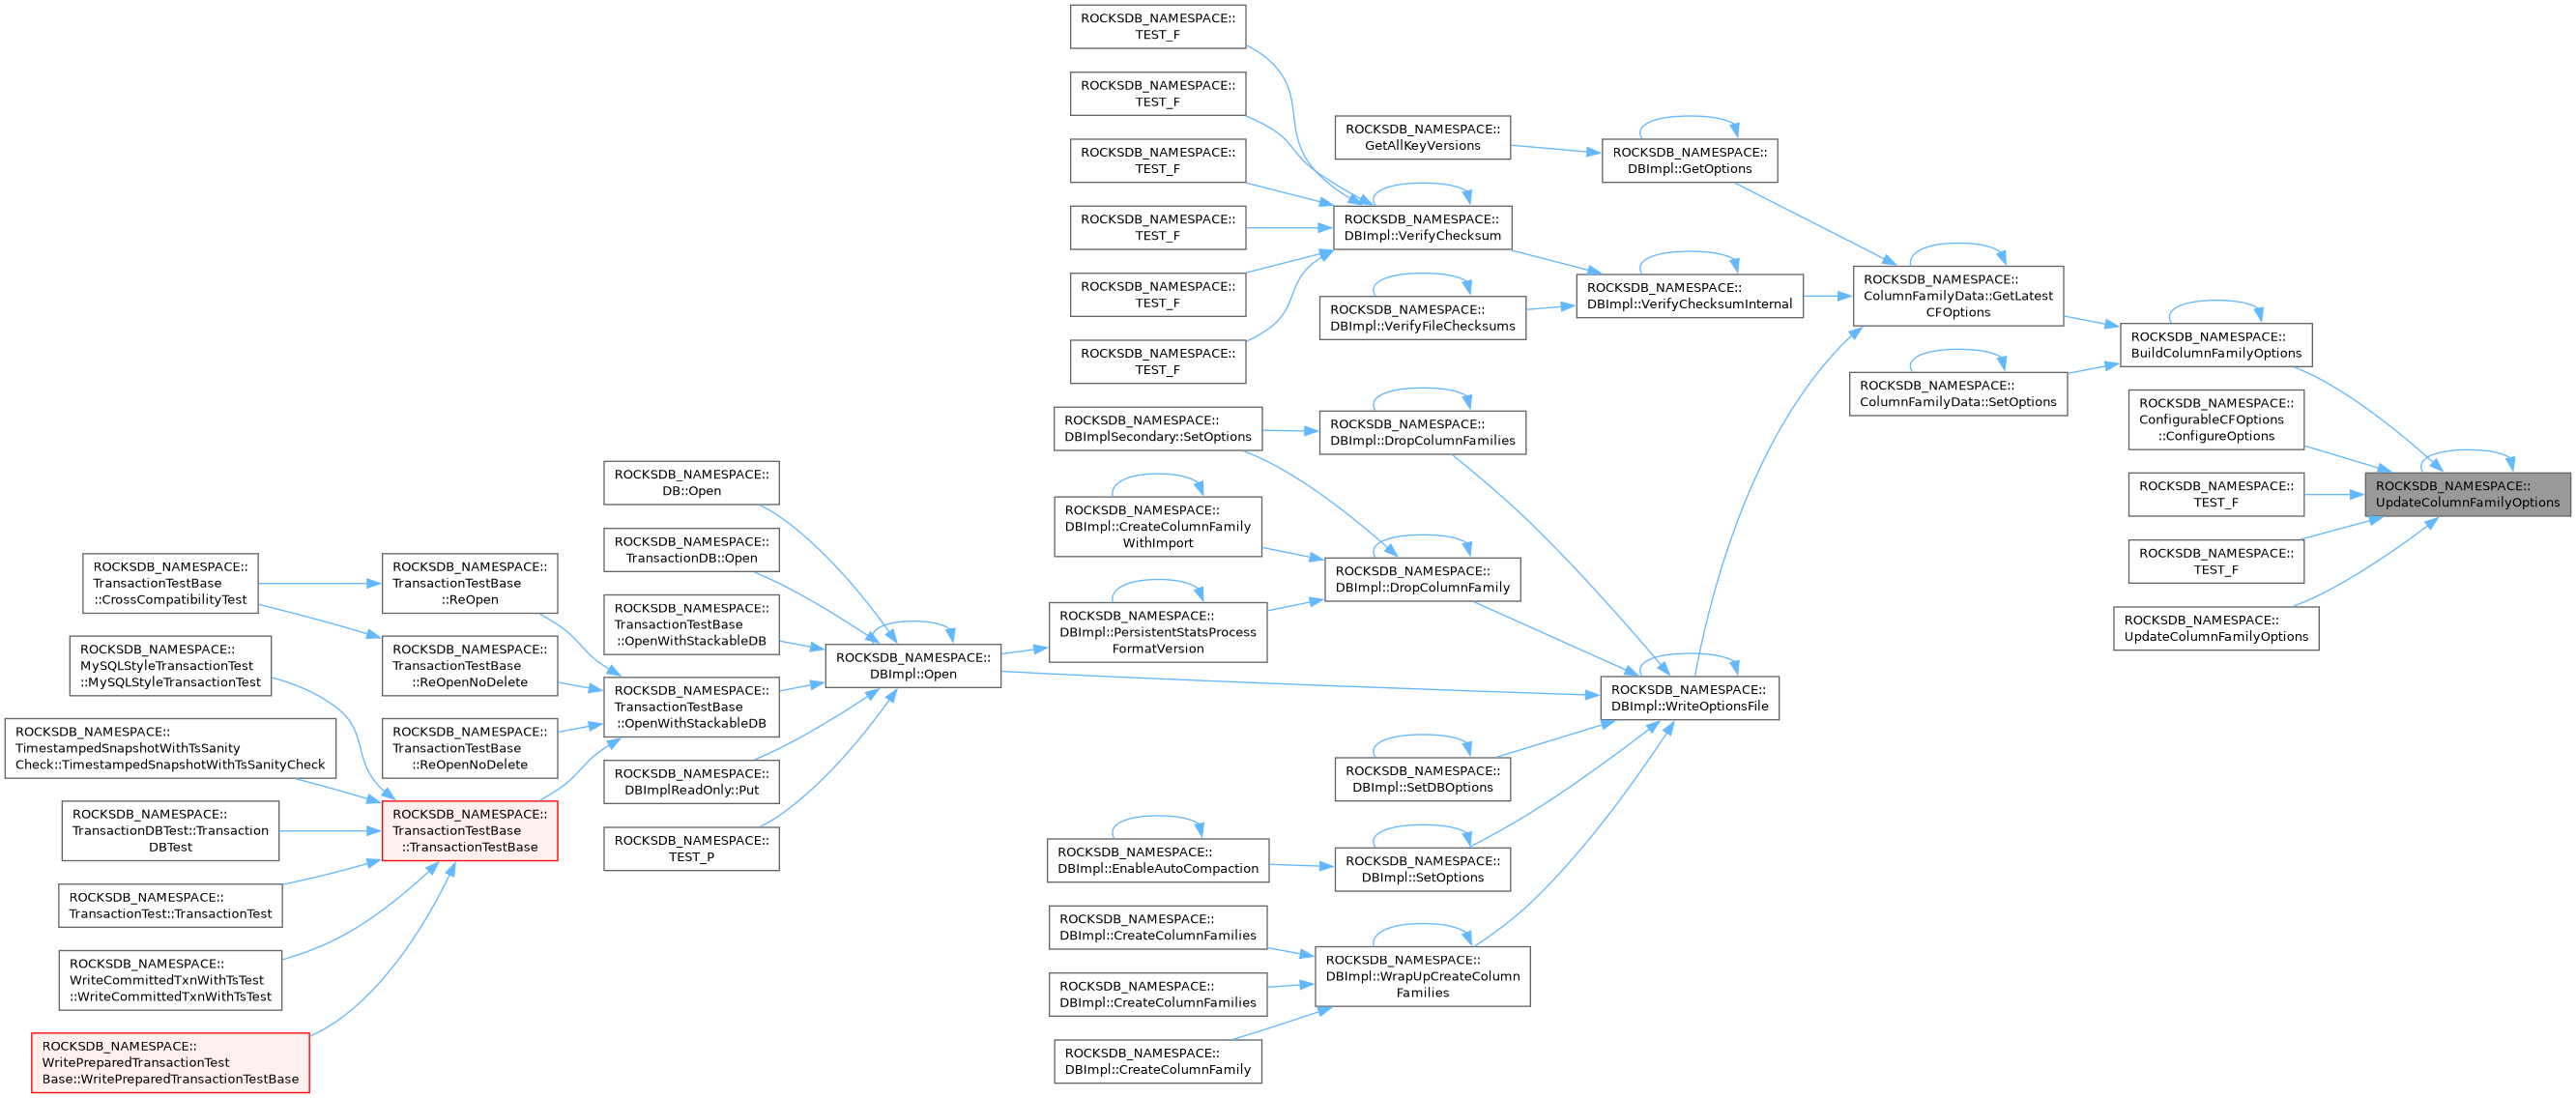 ROCKSDB_NAMESPACE::
TEST_F
ROCKSDB_NAMESPACE::
TEST_F
ROCKSDB_NAMESPACE::
TEST_F
ROCKSDB_NAMESPACE::
TEST_F
ROCKSDB_NAMESPACE::
TEST_F
ROCKSDB_NAMESPACE::
TEST_F
ROCKSDB_NAMESPACE::
GetAllKeyVersions
ROCKSDB_NAMESPACE::
DBImpl::GetOptions
ROCKSDB_NAMESPACE::
DBImpl::VerifyChecksum
ROCKSDB_NAMESPACE::
DBImpl::VerifyFileChecksums
ROCKSDB_NAMESPACE::
DBImpl::VerifyChecksumInternal
ROCKSDB_NAMESPACE::
ColumnFamilyData::GetLatest
CFOptions
ROCKSDB_NAMESPACE::
BuildColumnFamilyOptions
ROCKSDB_NAMESPACE::
ColumnFamilyData::SetOptions
ROCKSDB_NAMESPACE::
ConfigurableCFOptions
::ConfigureOptions
ROCKSDB_NAMESPACE::
TEST_F
ROCKSDB_NAMESPACE::
TEST_F
ROCKSDB_NAMESPACE::
UpdateColumnFamilyOptions
ROCKSDB_NAMESPACE::
UpdateColumnFamilyOptions
ROCKSDB_NAMESPACE::
DBImplSecondary::SetOptions
ROCKSDB_NAMESPACE::
DBImpl::DropColumnFamilies
ROCKSDB_NAMESPACE::
DBImpl::CreateColumnFamily
WithImport
ROCKSDB_NAMESPACE::
DBImpl::DropColumnFamily
ROCKSDB_NAMESPACE::
DBImpl::PersistentStatsProcess
FormatVersion
ROCKSDB_NAMESPACE::
DBImpl::WriteOptionsFile
ROCKSDB_NAMESPACE::
DBImpl::SetDBOptions
ROCKSDB_NAMESPACE::
DBImpl::EnableAutoCompaction
ROCKSDB_NAMESPACE::
DBImpl::SetOptions
ROCKSDB_NAMESPACE::
DBImpl::CreateColumnFamilies
ROCKSDB_NAMESPACE::
DBImpl::WrapUpCreateColumn
Families
ROCKSDB_NAMESPACE::
DBImpl::CreateColumnFamilies
ROCKSDB_NAMESPACE::
DBImpl::CreateColumnFamily
ROCKSDB_NAMESPACE::
DB::Open
ROCKSDB_NAMESPACE::
TransactionDB::Open
ROCKSDB_NAMESPACE::
TransactionTestBase
::OpenWithStackableDB
ROCKSDB_NAMESPACE::
DBImpl::Open
ROCKSDB_NAMESPACE::
TransactionTestBase
::OpenWithStackableDB
ROCKSDB_NAMESPACE::
DBImplReadOnly::Put
ROCKSDB_NAMESPACE::
TEST_P
ROCKSDB_NAMESPACE::
TransactionTestBase
::CrossCompatibilityTest
ROCKSDB_NAMESPACE::
TransactionTestBase
::ReOpen
ROCKSDB_NAMESPACE::
TransactionTestBase
::ReOpenNoDelete
ROCKSDB_NAMESPACE::
MySQLStyleTransactionTest
::MySQLStyleTransactionTest
ROCKSDB_NAMESPACE::
TransactionTestBase
::ReOpenNoDelete
ROCKSDB_NAMESPACE::
TimestampedSnapshotWithTsSanity
Check::TimestampedSnapshotWithTsSanityCheck
ROCKSDB_NAMESPACE::
TransactionTestBase
::TransactionTestBase
ROCKSDB_NAMESPACE::
TransactionDBTest::Transaction
DBTest
ROCKSDB_NAMESPACE::
TransactionTest::TransactionTest
ROCKSDB_NAMESPACE::
WriteCommittedTxnWithTsTest
::WriteCommittedTxnWithTsTest
ROCKSDB_NAMESPACE::
WritePreparedTransactionTest
Base::WritePreparedTransactionTestBase